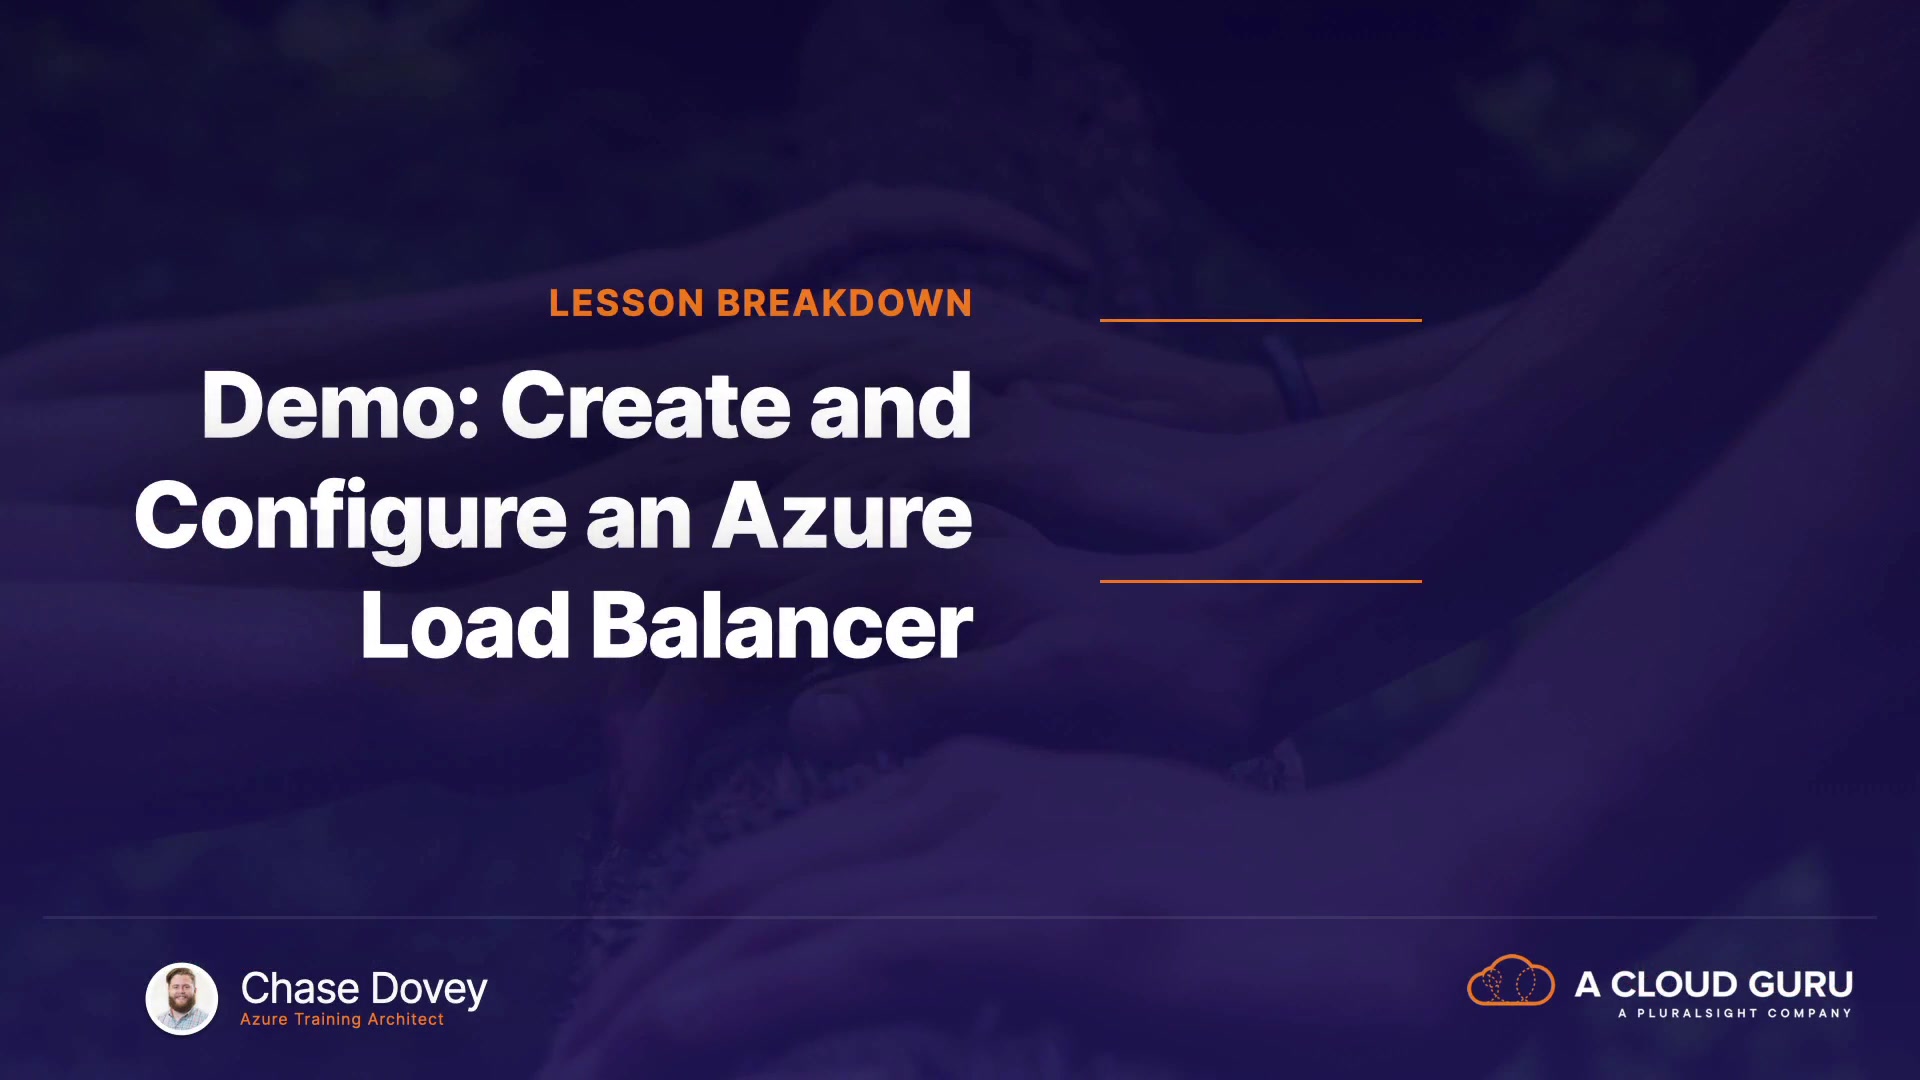 LESSON BREAKDOWN
Demo: Create and
Configure an Azure
Load Balancer
Chase Dovey
Azure Training Architect
A CLOUD GURU
A PLURALSIGHT COMPANY